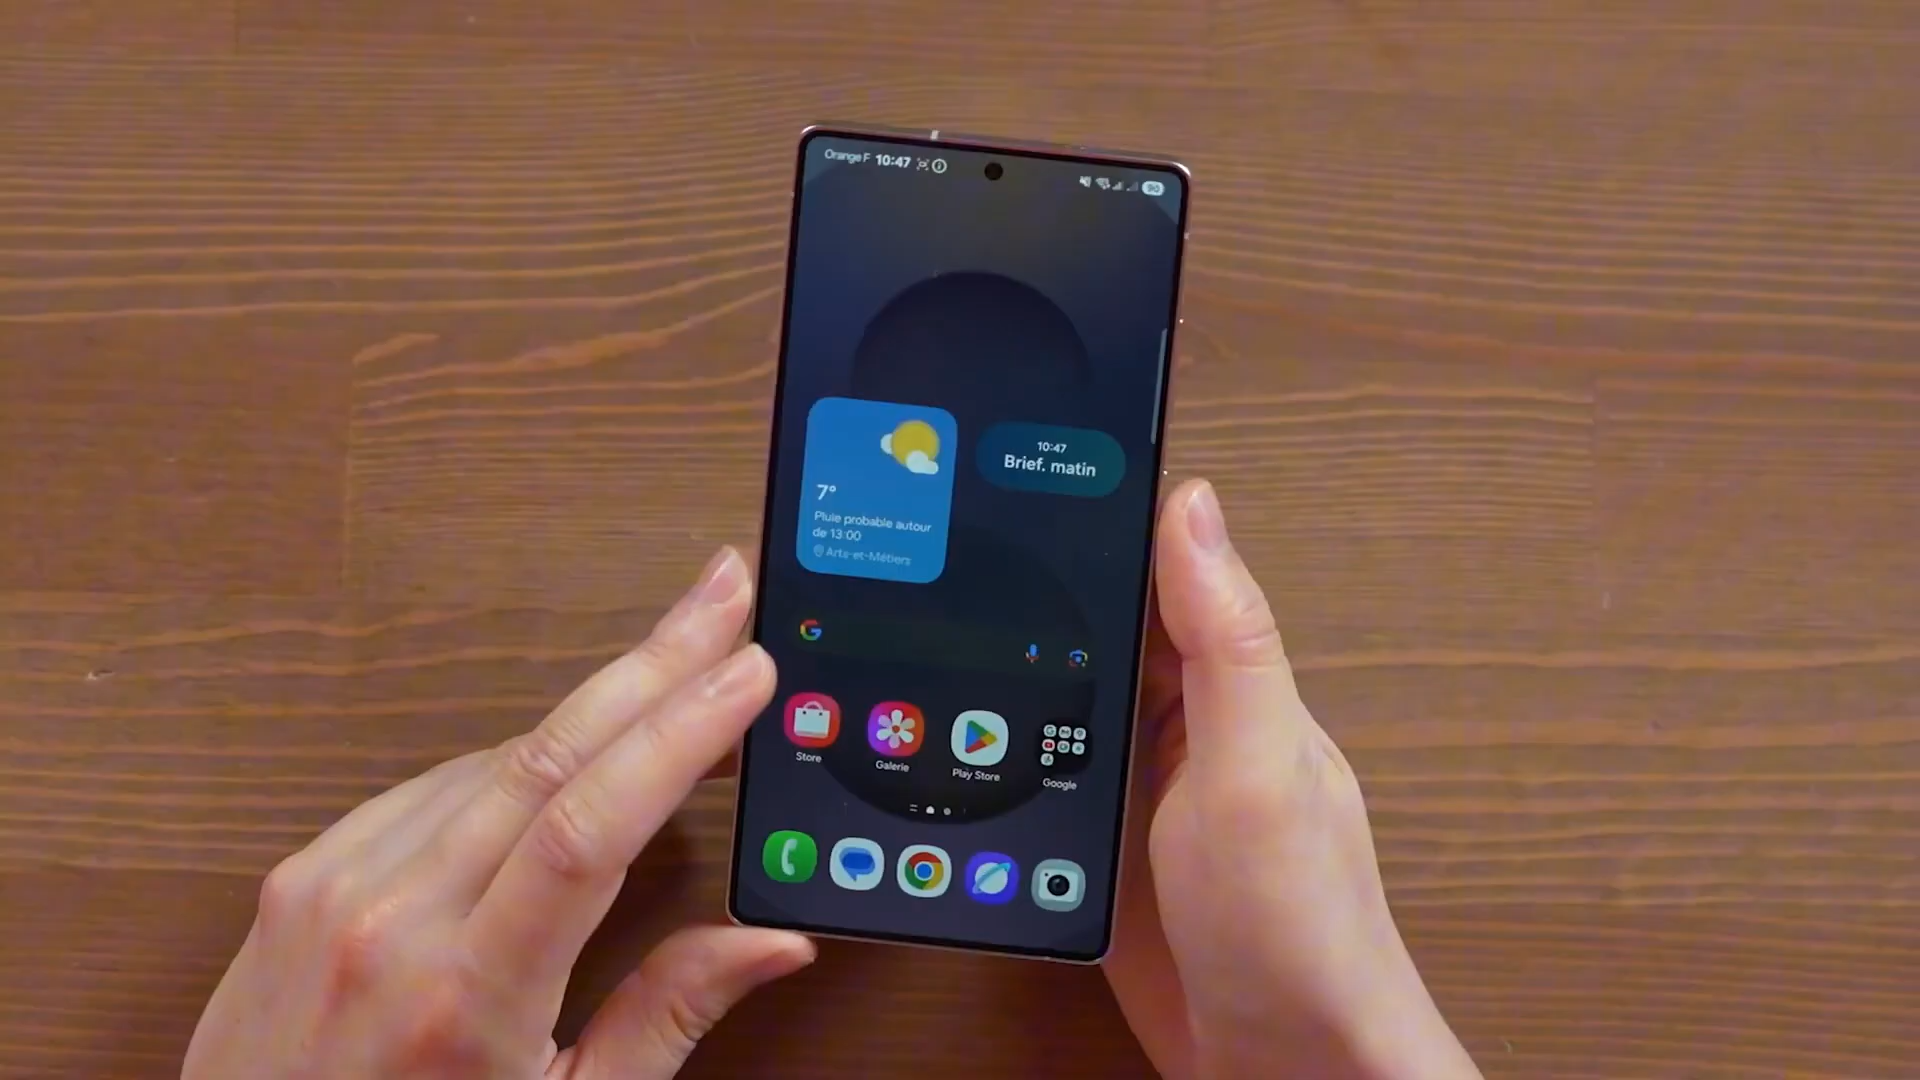 Orange F 10:47
90
10:47
Brief. matin
7°
Pluie probable autour
de 13:00
Arts-et-Métiers
Store
Galerie
Play Store
Google